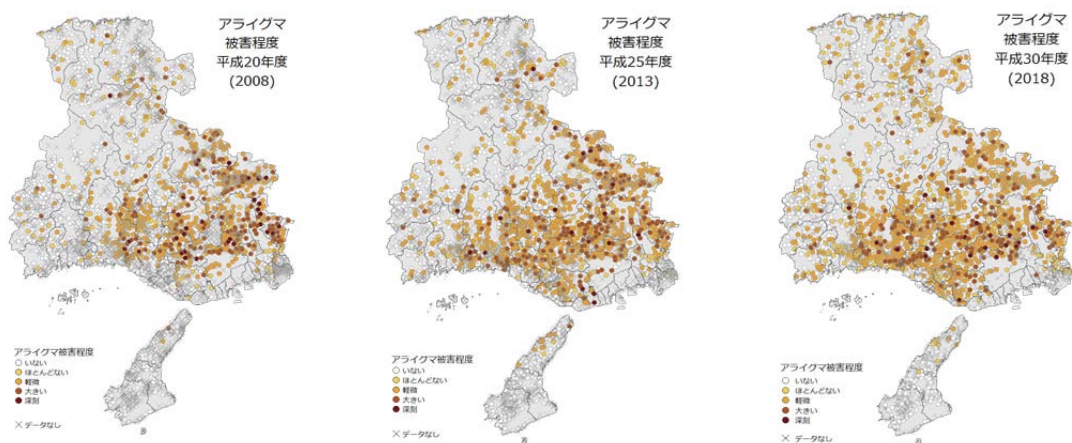 アライグマ
被害程度
平成20年度
(2008)
アライグマ被害程度
いない
ほとんどない
軽微
大きい
深刻
データなし
アライグマ
被害程度
平成25年度
(2013)
アライグマ被害程度
いない
ほとんどない
軽微
大きい
深刻
データなし
アライグマ
被害程度
平成30年度
(2018)
アライグマ被害程度
いない
ほとんどない
軽微
大きい
深刻
データなし